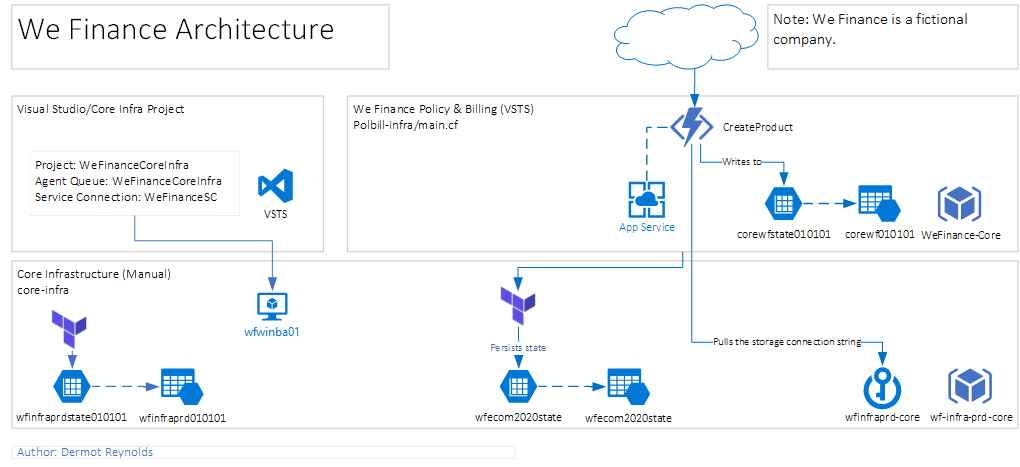 We Finance Architecture
Note: We Finance is a fictional
company.
Visual Studio/Core Infra Project
Project: WeFinanceCoreInfra
Agent Queue: WeFinanceCoreInfra
Service Connection: WeFinanceSC
VSTS
We Finance Policy & Billing (VSTS)
Polbill-infra/main.cf
CreateProduct
Writes to
App Service
corewfstate010101
corewf010101
WeFinance-Core
Core Infrastructure (Manual)
core-infra
wfwinba01
Persists state
Pulls the storage connection string
wfinfraprdstate010101
wfinfraprd010101
wfecom2020state
wfecom2020state
wfinfraprd-core
wf-infra-prd-core
Author: Dermot Reynolds